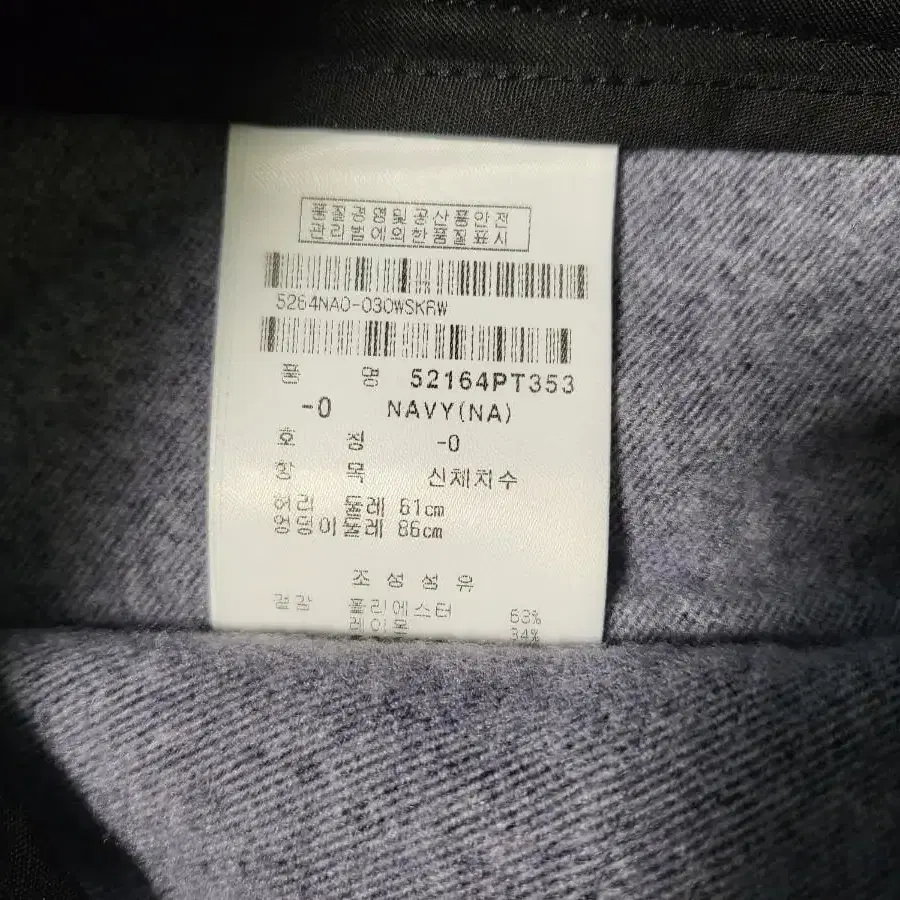 품질경영및공산품안전
관리법에의한품질표시
5264NA0-030WSKRW
품 명 52164PT353
-0 NAVY(NA)
호 칭 -0
항 목 신체치수
허리 둘레 61cm
엉덩이둘레 86cm
조 성 섬 유
겉감 폴리에스터 63%
레이온 34%